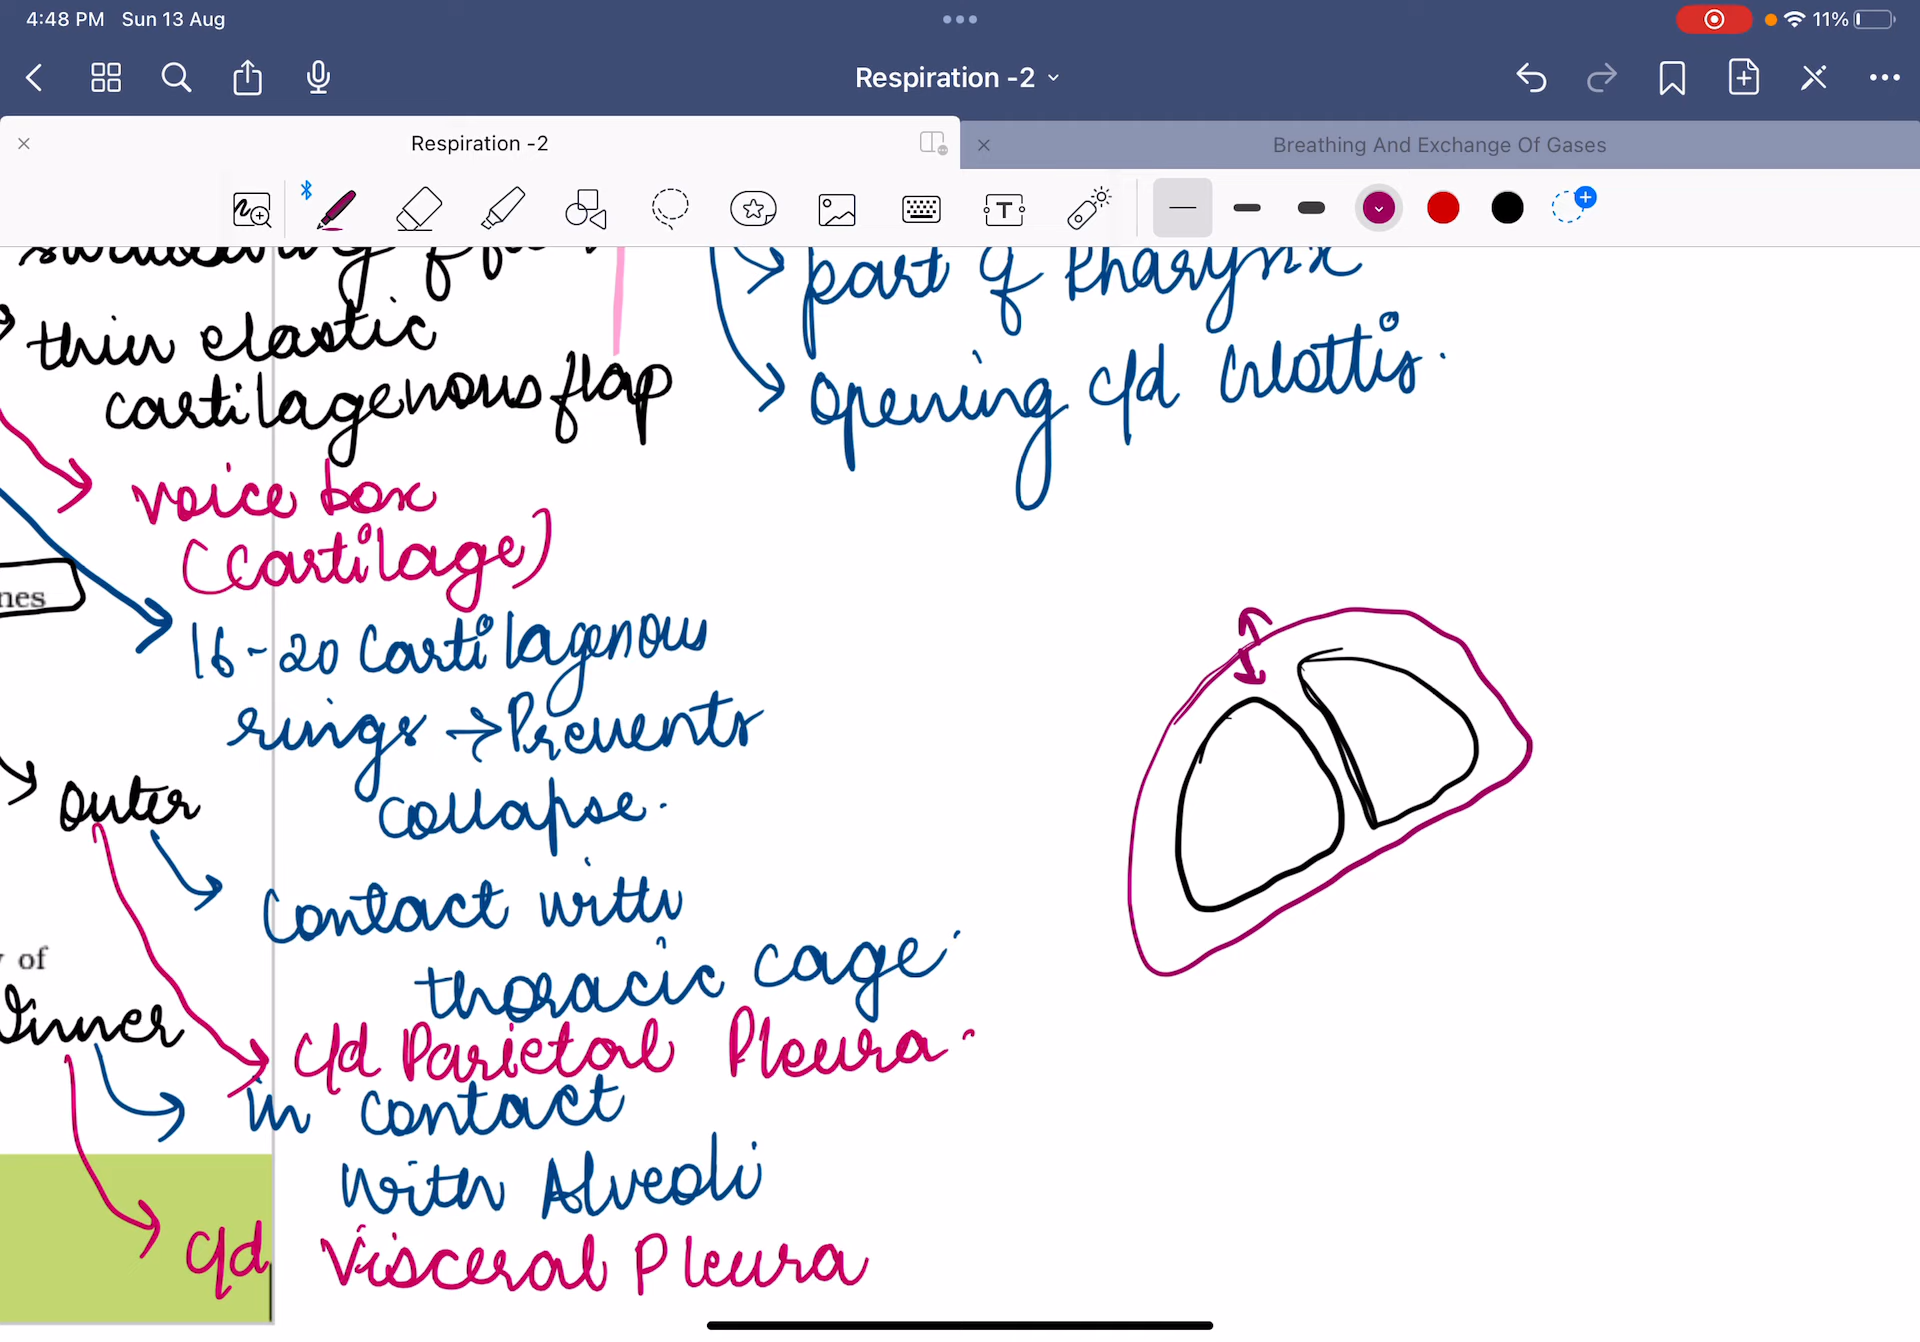 4:48 PM Sun 13 Aug
11%
Respiration -2
Respiration -2
Breathing And Exchange Of Gases
T
part of Pharynx
thin elastic
cartilagenous flap
opening c/d Glottis.
voice box
(Cartilage)
nes
16-20 Cartilagenous
rings → Prevents
collapse.
outer
Contact with
thoracic cage.
of
Inner
c/d Parietal Pleura.
in contact
with Alveoli
c/d Visceral Pleura